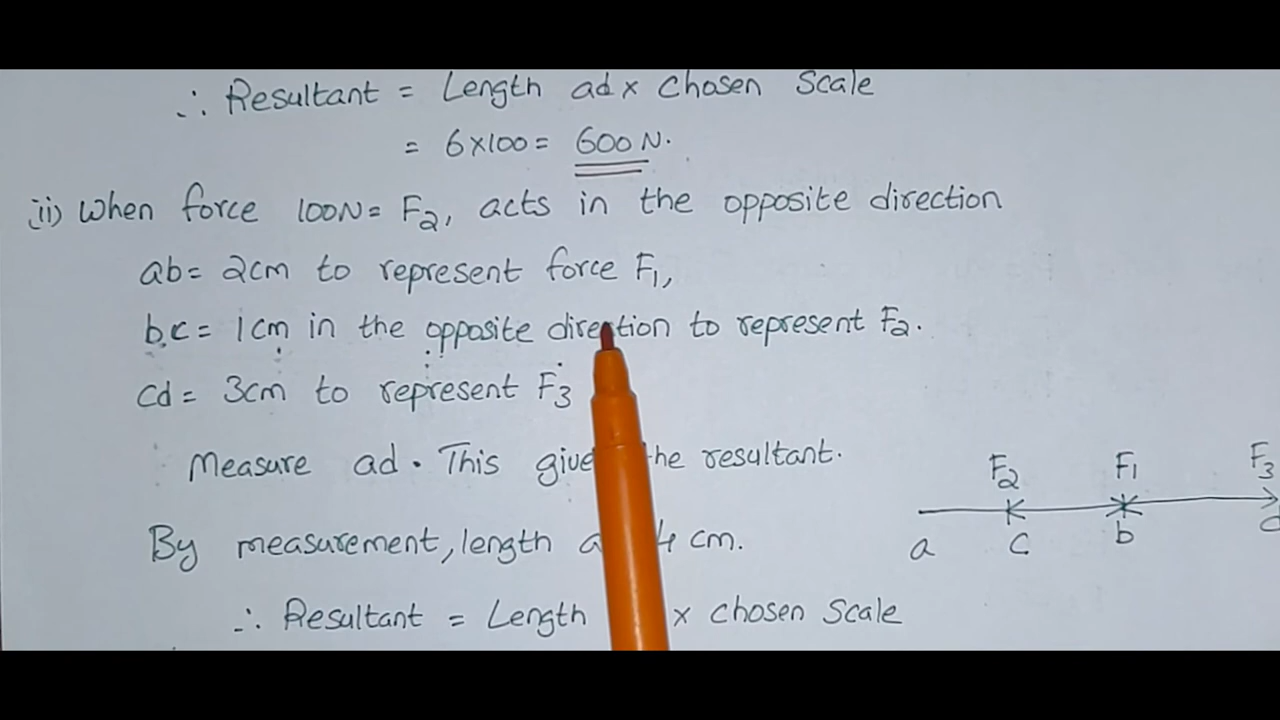 ∴ Resultant = Length ad x chosen Scale
= 6x100= 600 N.
(ii) When force 100N= F2, acts in the opposite direction
ab= 2cm to represent force F1,
bc= 1cm in the opposite direction to represent F2.
Cd= 3cm to represent F3
Measure ad. This the resultant.
By measurement, length 4 cm.
∴ Resultant = Length x chosen Scale
F2 F1 F3
a c b